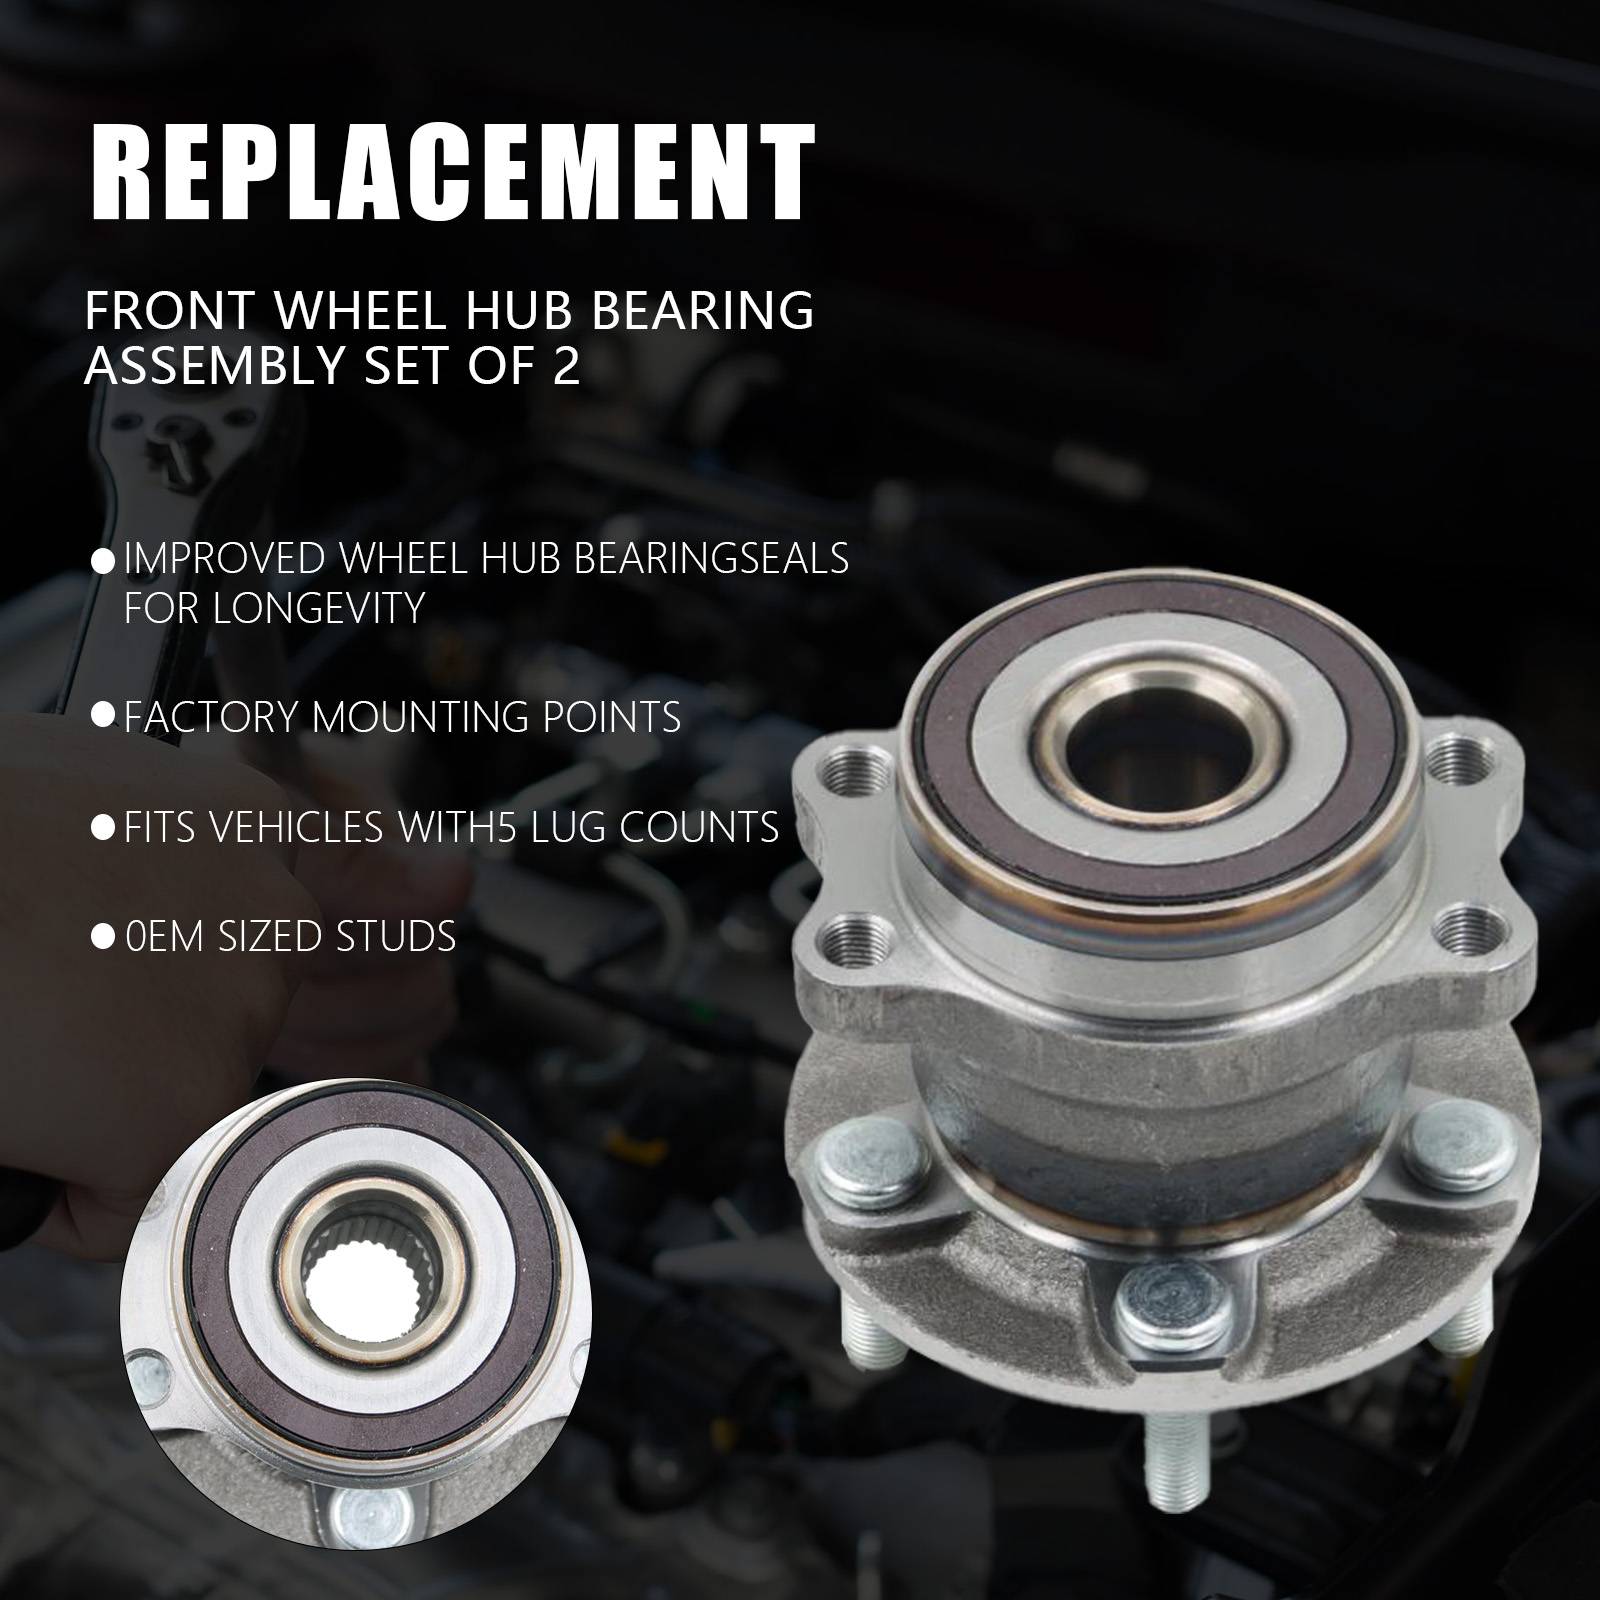 REPLACEMENT
FRONT WHEEL HUB BEARING
ASSEMBLY SET OF 2
IMPROVED WHEEL HUB BEARINGSEALS
FOR LONGEVITY
FACTORY MOUNTING POINTS
FITS VEHICLES WITH5 LUG COUNTS
0EM SIZED STUDS